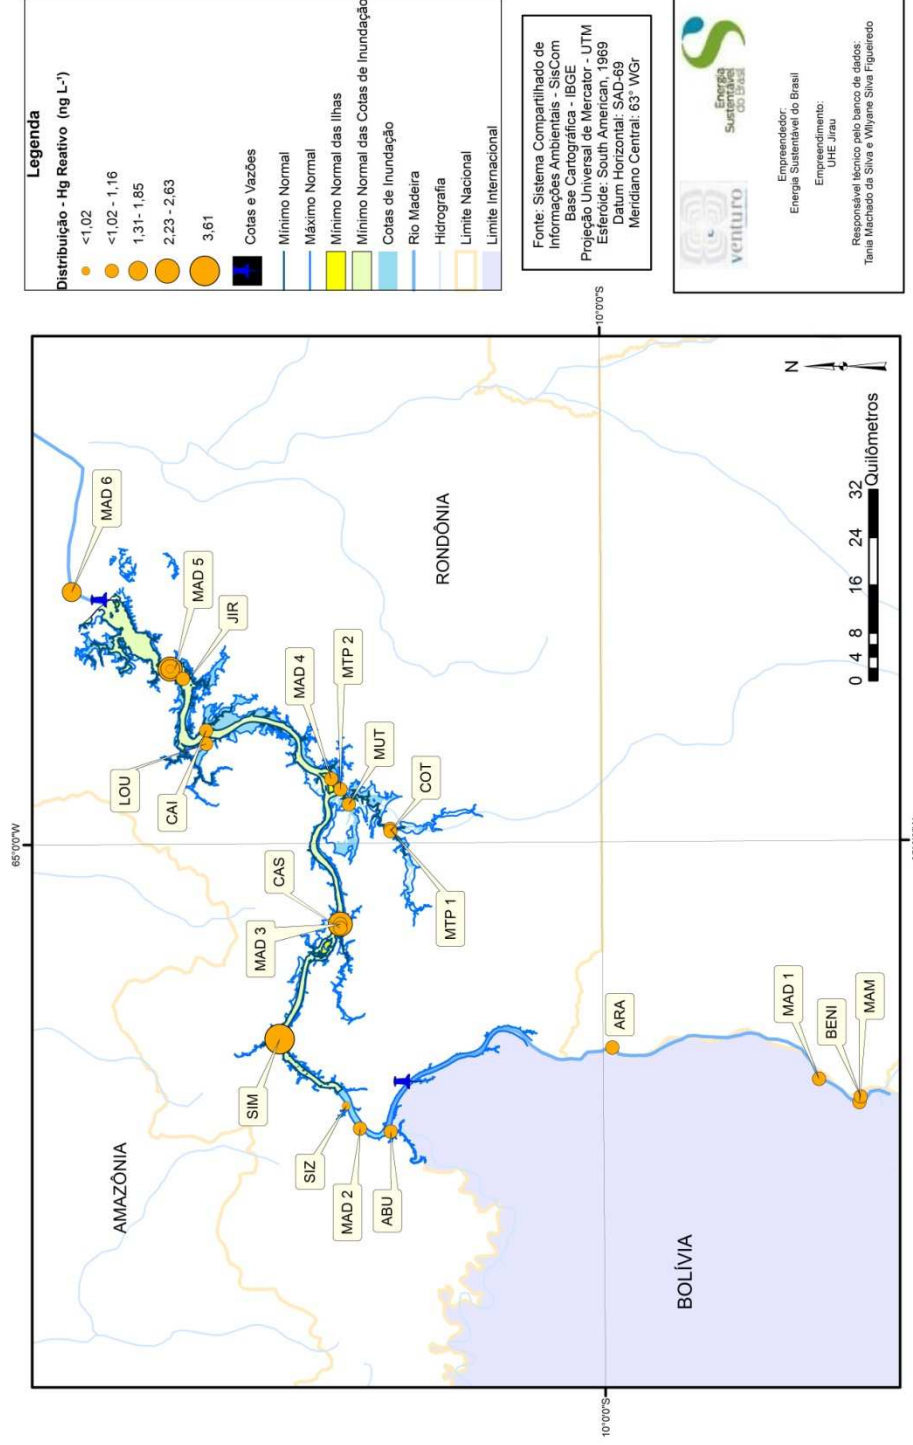 Legenda
Distribuição - Hg Reativo (ng L-¹)
<1,02
<1,02 - 1,16
1,31- 1,85
2,23 - 2,63
3,61
Cotas e Vazões
Mínimo Normal
Máximo Normal
Mínimo Normal das Ilhas
Mínimo Normal das Cotas de Inundação
Cotas de Inundação
Rio Madeira
Hidrografia
Limite Nacional
Limite Internacional
Fonte: Sistema Compartilhado de
Informações Ambientais - SisCom
Base Cartográfica - IBGE
Projeção Universal de Mercator - UTM
Esferóide: South American, 1969
Datum Horizontal: SAD-69
Meridiano Central: 63° WGr
venturo
Energia
Sustentável
do Brasil
Empreendedor:
Energia Sustentável do Brasil
Empreendimento:
UHE Jirau
Responsável técnico pelo banco de dados:
Tania Machado da Silva e Wilyane Silva Figueiredo
65°0'0"W
10°0'0"S
10°0'0"S
AMAZÔNIA
RONDÔNIA
BOLÍVIA
MAD 6
MAD 5
JIR
LOU
CAI
MAD 4
MTP 2
MUT
COT
MTP 1
CAS
MAD 3
SIM
SIZ
MAD 2
ABU
ARA
MAD 1
BENI
MAM
N
0 4 8 16 24 32
Quilômetros